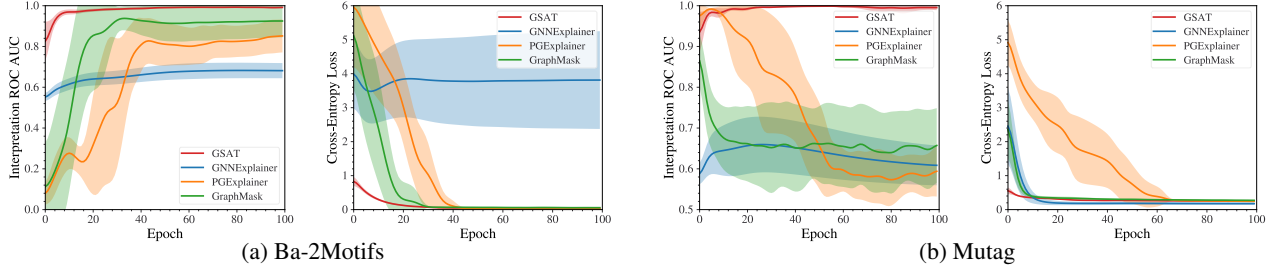 Interpretation ROC AUC
1.0
0.8
0.6
0.4
0.2
0.0
0 20 40 60 80 100
Epoch
GSAT
GNNExplainer
PGExplainer
GraphMask
Cross-Entropy Loss
6
5
4
3
2
1
0
0 20 40 60 80 100
Epoch
GSAT
GNNExplainer
PGExplainer
GraphMask
(a) Ba-2Motifs
Interpretation ROC AUC
1.0
0.9
0.8
0.7
0.6
0.5
0 20 40 60 80 100
Epoch
GSAT
GNNExplainer
PGExplainer
GraphMask
Cross-Entropy Loss
6
5
4
3
2
1
0
0 20 40 60 80 100
Epoch
GSAT
GNNExplainer
PGExplainer
GraphMask
(b) Mutag